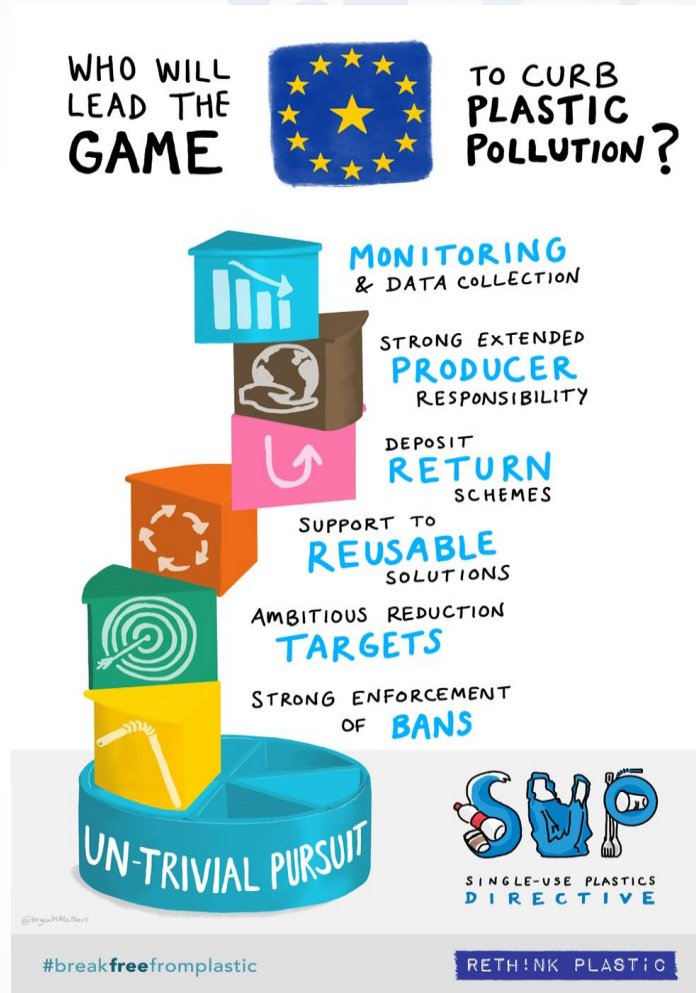 WHO WILL
LEAD THE
GAME
TO CURB
PLASTIC
POLLUTION?
MONITORING
& DATA COLLECTION
STRONG EXTENDED
PRODUCER
RESPONSIBILITY
DEPOSIT
RETURN
SCHEMES
SUPPORT TO
REUSABLE
SOLUTIONS
AMBITIOUS REDUCTION
TARGETS
STRONG ENFORCEMENT
OF BANS
UN-TRIVIAL PURSUIT
SUP
SINGLE-USE PLASTICS
DIRECTIVE
@bryanMMathers
#breakfreefromplastic
RETH!NK PLASTiC